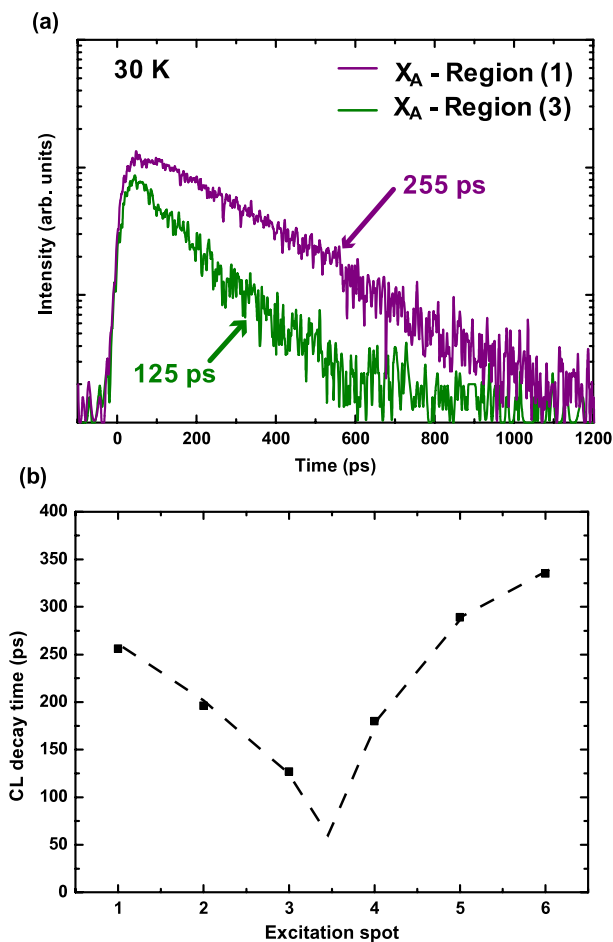 (a)
30 K
X_A - Region (1)
X_A - Region (3)
255 ps
125 ps
Intensity (arb. units)
0 200 400 600 800 1000 1200
Time (ps)
(b)
400
350
300
250
200
150
100
50
0
CL decay time (ps)
1 2 3 4 5 6
Excitation spot